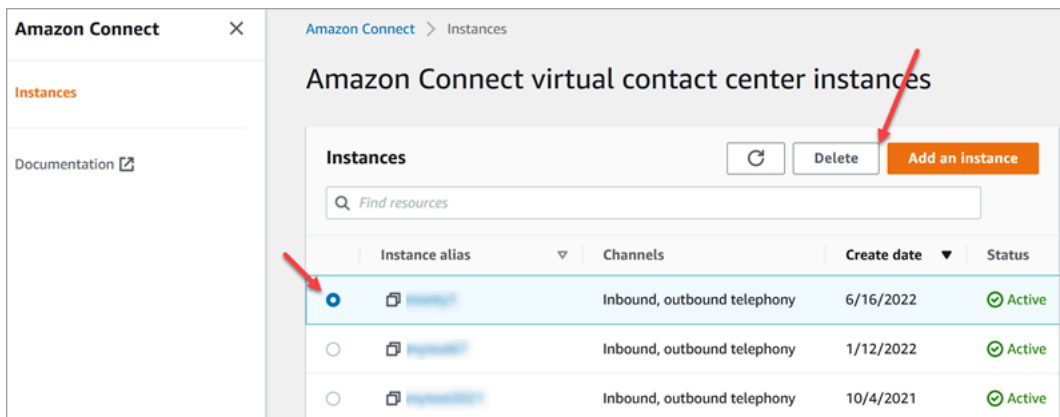 Amazon Connect
Instances
Documentation
Amazon Connect > Instances
Amazon Connect virtual contact center instances
Instances
Delete
Add an instance
Find resources
Instance alias Channels Create date Status
Inbound, outbound telephony 6/16/2022 Active
Inbound, outbound telephony 1/12/2022 Active
Inbound, outbound telephony 10/4/2021 Active